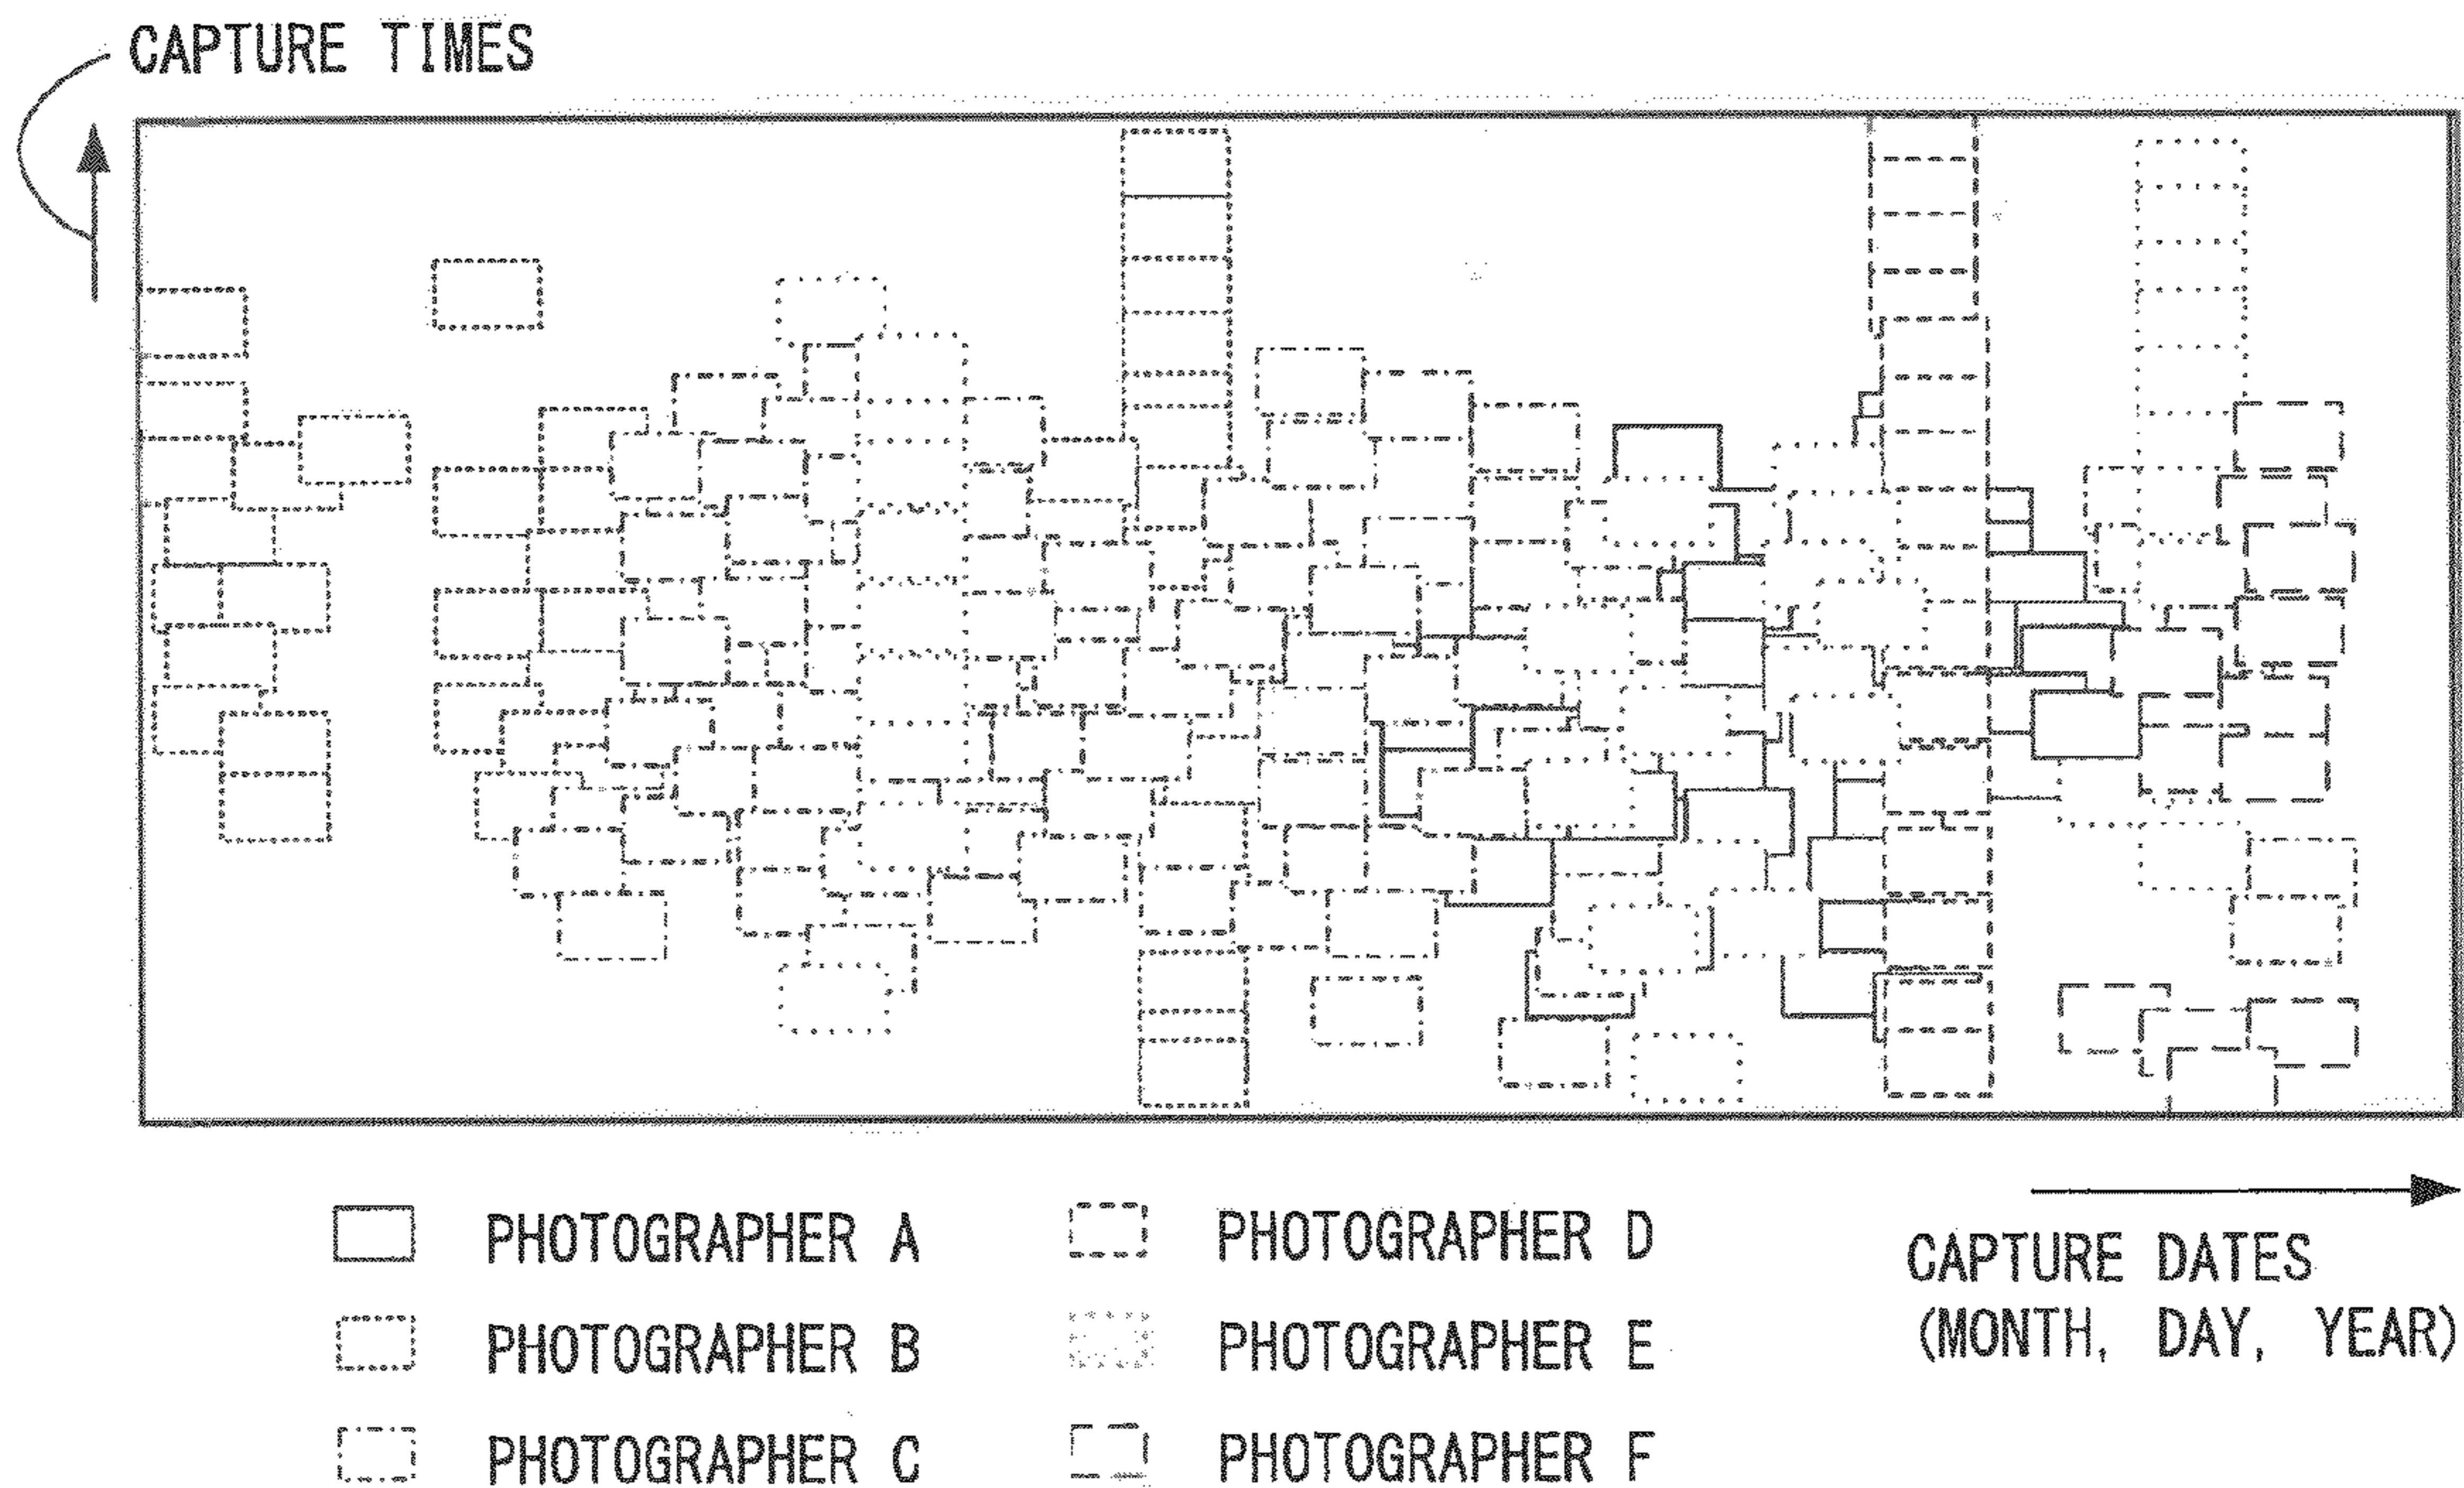 CAPTURE TIMES
PHOTOGRAPHER A
PHOTOGRAPHER B
PHOTOGRAPHER C
PHOTOGRAPHER D
PHOTOGRAPHER E
PHOTOGRAPHER F
CAPTURE DATES
(MONTH, DAY, YEAR)